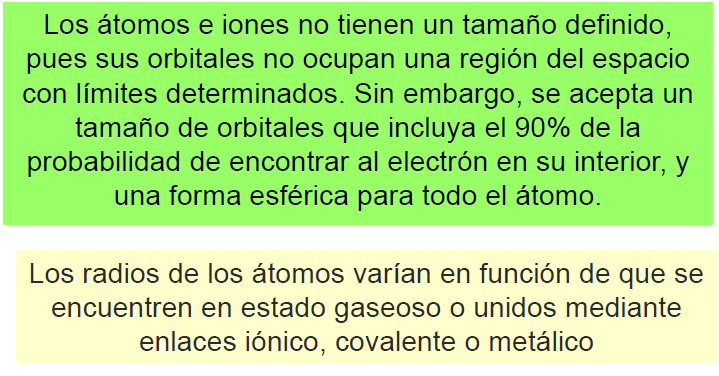 Los átomos e iones no tienen un tamaño definido,
pues sus orbitales no ocupan una región del espacio
con límites determinados. Sin embargo, se acepta un
tamaño de orbitales que incluya el 90% de la
probabilidad de encontrar al electrón en su interior, y
una forma esférica para todo el átomo.
Los radios de los átomos varían en función de que se
encuentren en estado gaseoso o unidos mediante
enlaces iónico, covalente o metálico